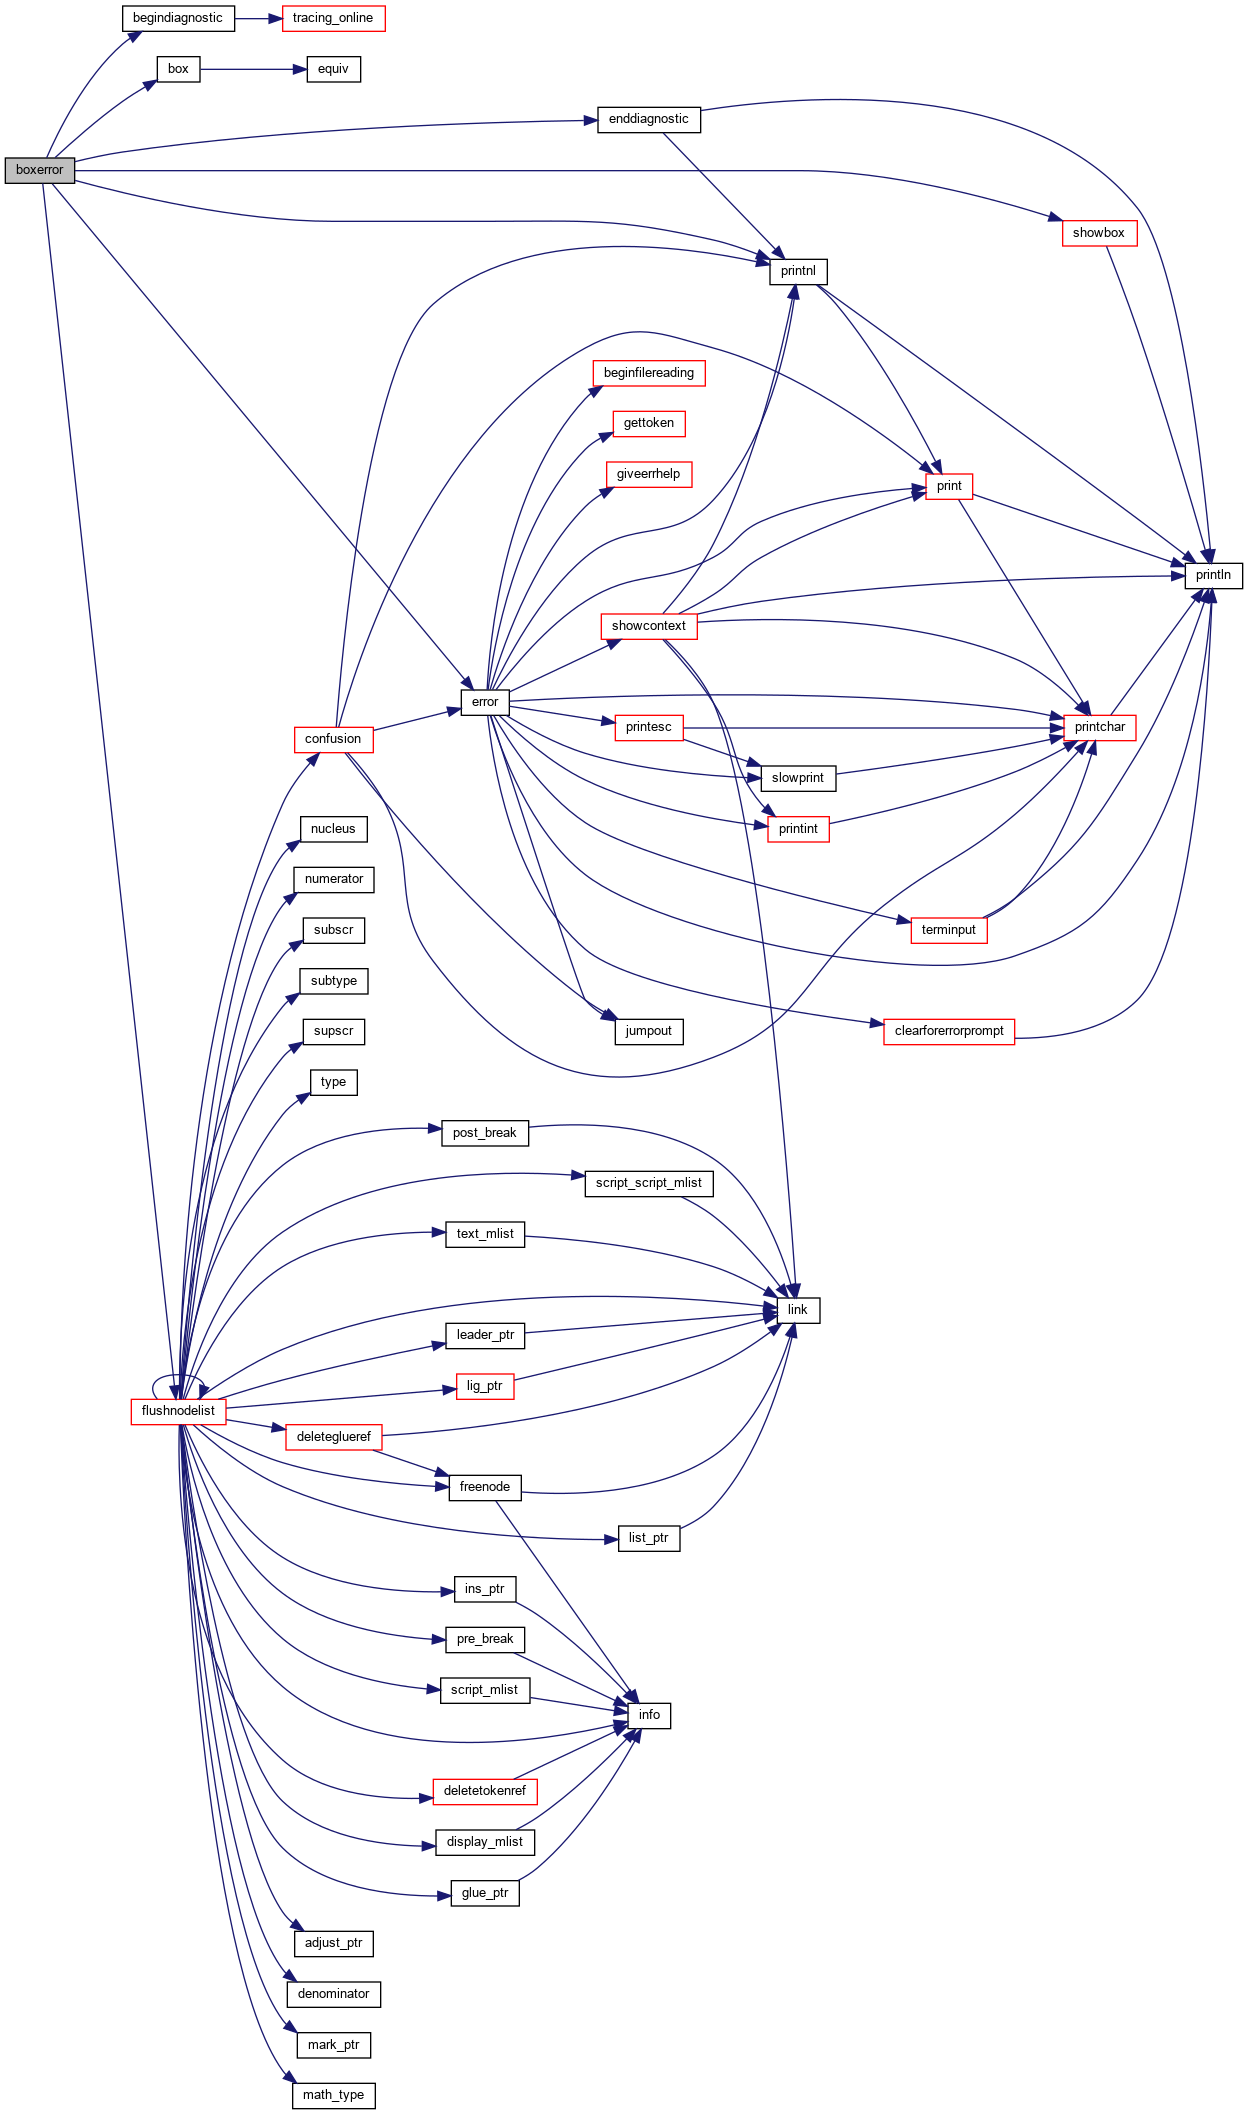 begindiagnostic
tracing_online
box
equiv
enddiagnostic
boxerror
showbox
printnl
beginfilereading
gettoken
giveerrhelp
print
println
showcontext
error
printesc
printchar
confusion
slowprint
nucleus
printint
numerator
subscr
terminput
subtype
supscr
jumpout
clearforerrorprompt
type
post_break
script_script_mlist
text_mlist
link
leader_ptr
lig_ptr
flushnodelist
deleteglueref
freenode
list_ptr
ins_ptr
pre_break
script_mlist
info
deletetokenref
display_mlist
glue_ptr
adjust_ptr
denominator
mark_ptr
math_type